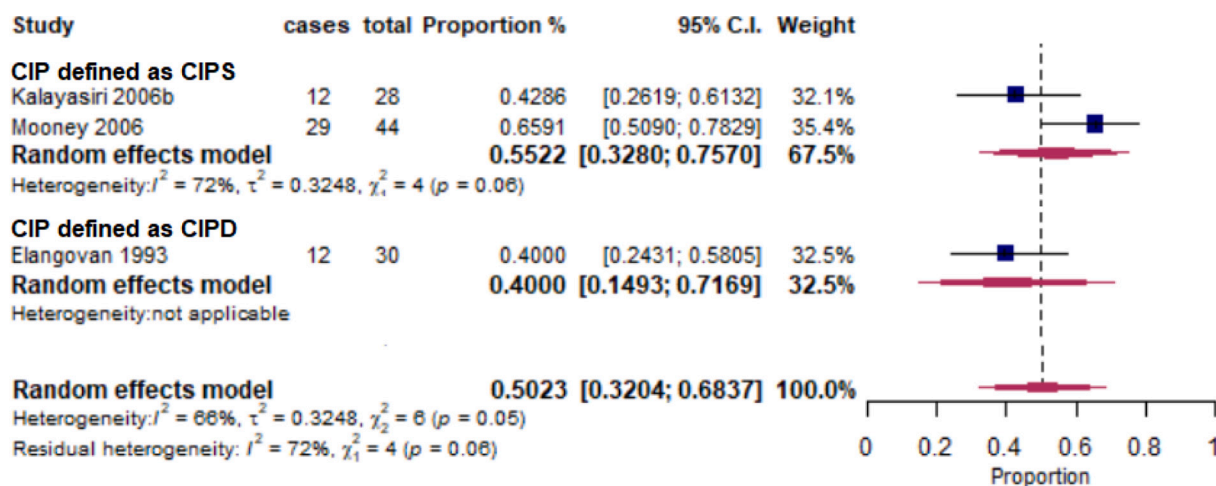 Study cases total Proportion % 95% C.I. Weight
CIP defined as CIPS
Kalayasiri 2006b 12 28 0.4286 [0.2619; 0.6132] 32.1%
Mooney 2006 29 44 0.6591 [0.5090; 0.7829] 35.4%
Random effects model 0.5522 [0.3280; 0.7570] 67.5%
Heterogeneity:I² = 72%, τ² = 0.3248, χ²₁ = 4 (p = 0.06)
CIP defined as CIPD
Elangovan 1993 12 30 0.4000 [0.2431; 0.5805] 32.5%
Random effects model 0.4000 [0.1493; 0.7169] 32.5%
Heterogeneity:not applicable
Random effects model 0.5023 [0.3204; 0.6837] 100.0%
Heterogeneity:I² = 66%, τ² = 0.3248, χ²₂ = 6 (p = 0.05)
Residual heterogeneity: I² = 72%, χ²₁ = 4 (p = 0.06)
0 0.2 0.4 0.6 0.8 1
Proportion